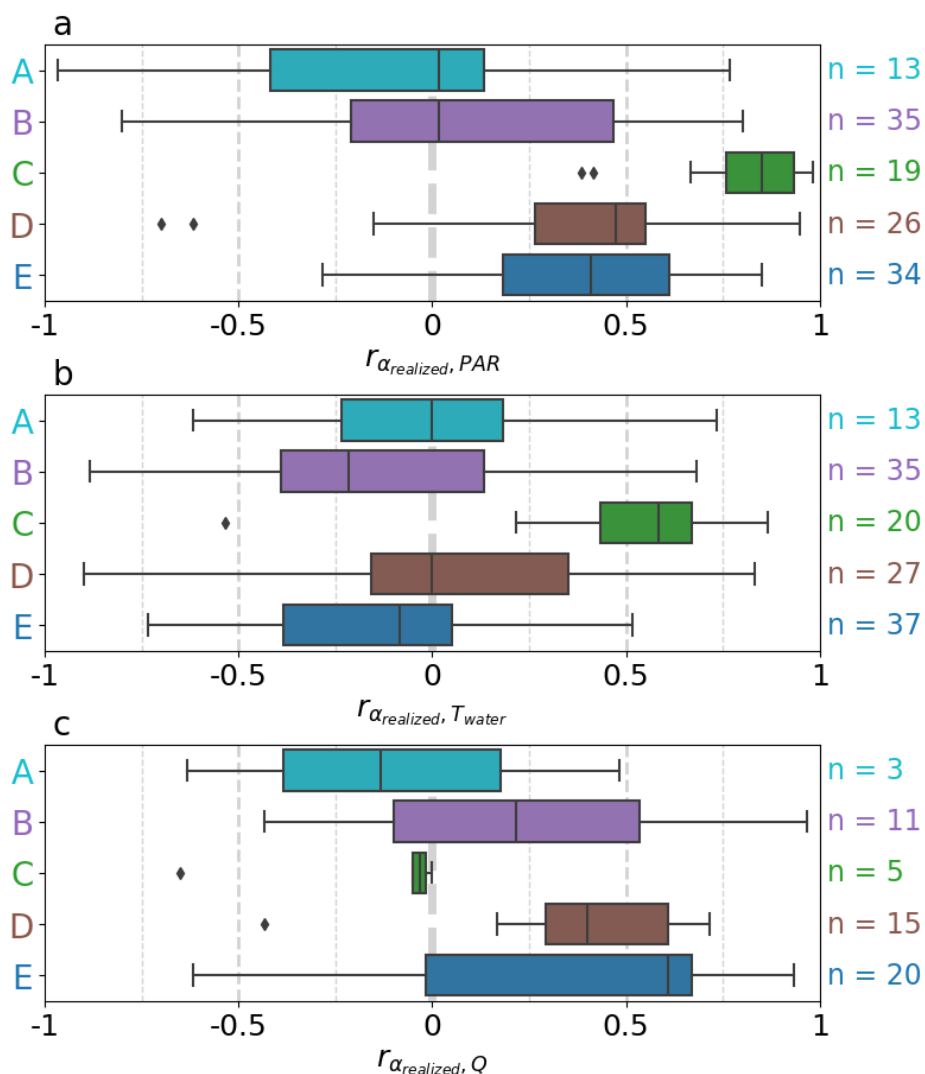 a
A n = 13
B n = 35
C n = 19
D n = 26
E n = 34
-1 -0.5 0 0.5 1
r_{α_{realized}, PAR}
b
A n = 13
B n = 35
C n = 20
D n = 27
E n = 37
-1 -0.5 0 0.5 1
r_{α_{realized}, T_{water}}
c
A n = 3
B n = 11
C n = 5
D n = 15
E n = 20
-1 -0.5 0 0.5 1
r_{α_{realized}, Q}